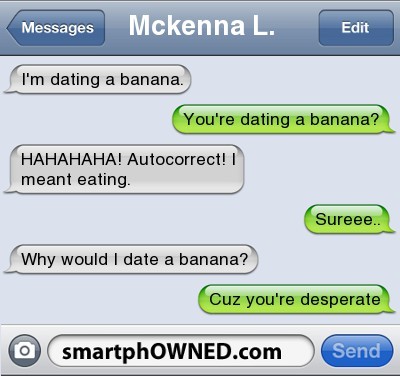 Messages
Mckenna L.
Edit
I'm dating a banana.
You're dating a banana?
HAHAHAHA! Autocorrect! I
meant eating.
Sureee..
Why would I date a banana?
Cuz you're desperate
smartphOWNED.com
Send